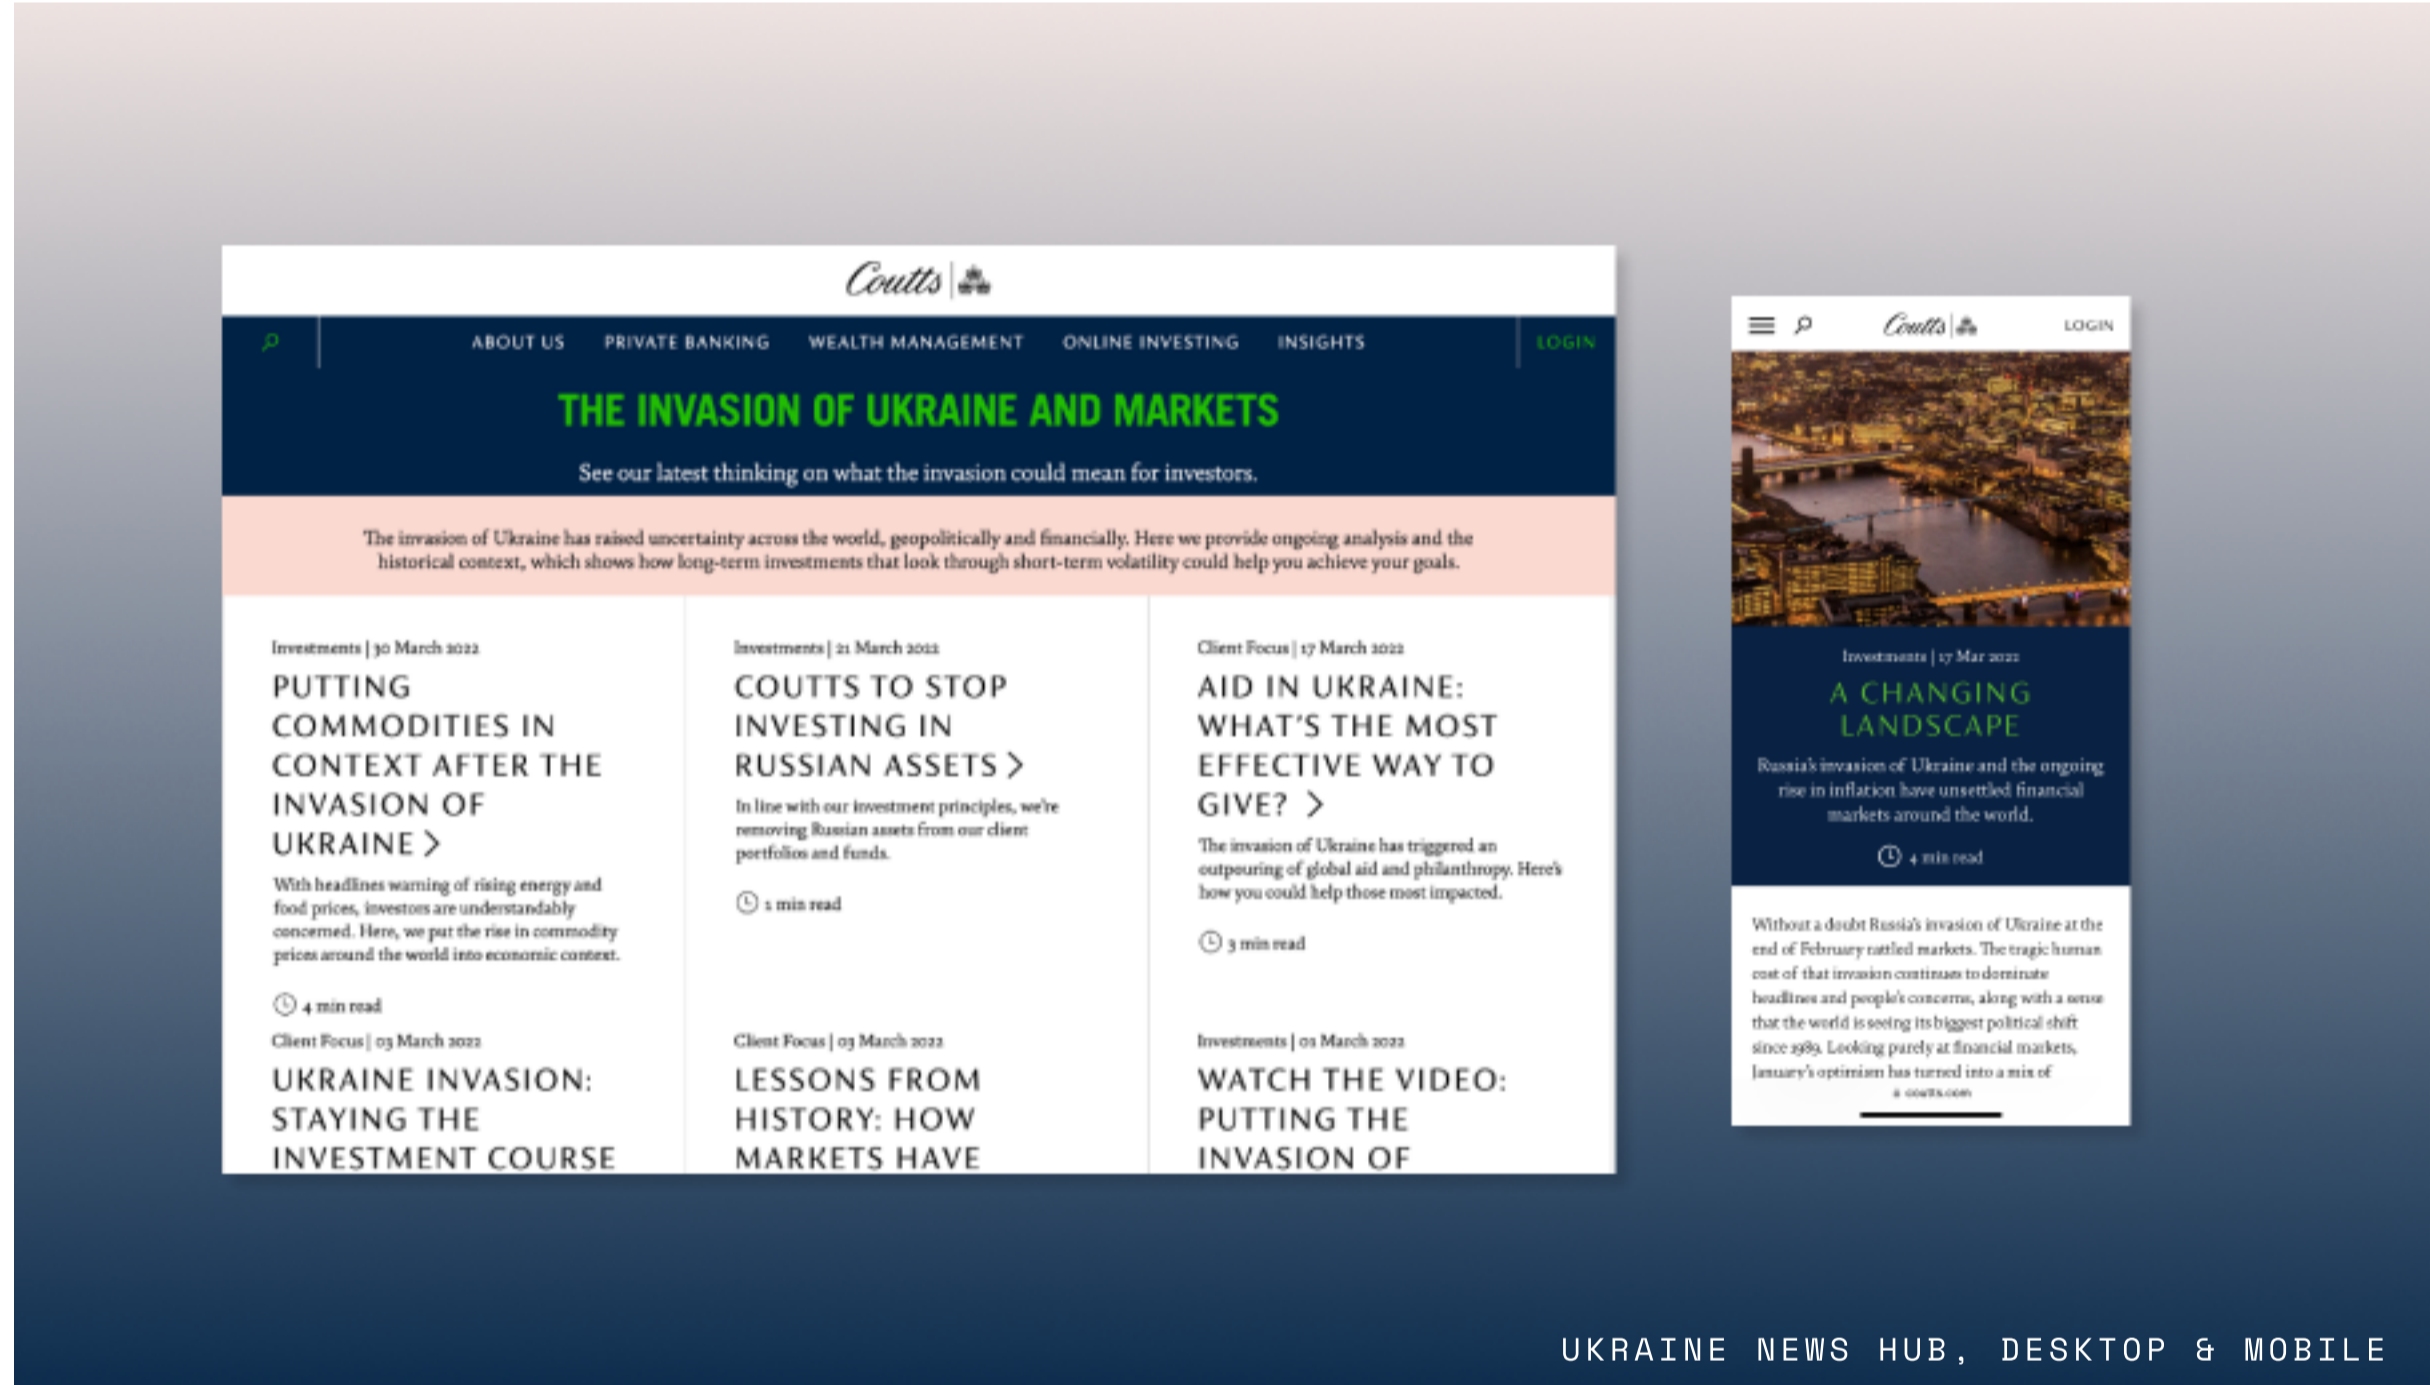 Coutts
ABOUT US PRIVATE BANKING WEALTH MANAGEMENT ONLINE INVESTING INSIGHTS LOGIN
THE INVASION OF UKRAINE AND MARKETS
See our latest thinking on what the invasion could mean for investors.
The invasion of Ukraine has raised uncertainty across the world, geopolitically and financially. Here we provide ongoing analysis and the
historical context, which shows how long-term investments that look through short-term volatility could help you achieve your goals.
Investments | 30 March 2022
PUTTING
COMMODITIES IN
CONTEXT AFTER THE
INVASION OF
UKRAINE >
With headlines warning of rising energy and
food prices, investors are understandably
concerned. Here, we put the rise in commodity
prices around the world into economic context.
4 min read
Investments | 21 March 2022
COUTTS TO STOP
INVESTING IN
RUSSIAN ASSETS >
In line with our investment principles, we're
removing Russian assets from our client
portfolios and funds.
1 min read
Client Focus | 17 March 2022
AID IN UKRAINE:
WHAT'S THE MOST
EFFECTIVE WAY TO
GIVE? >
The invasion of Ukraine has triggered an
outpouring of global aid and philanthropy. Here's
how you could help those most impacted.
3 min read
Client Focus | 03 March 2022
UKRAINE INVASION:
STAYING THE
INVESTMENT COURSE
Client Focus | 03 March 2022
LESSONS FROM
HISTORY: HOW
MARKETS HAVE
Investments | 01 March 2022
WATCH THE VIDEO:
PUTTING THE
INVASION OF
Coutts
LOGIN
Investments | 17 Mar 2022
A CHANGING
LANDSCAPE
Russia's invasion of Ukraine and the ongoing
rise in inflation have unsettled financial
markets around the world.
4 min read
Without a doubt Russia's invasion of Ukraine at the
end of February rattled markets. The tragic human
cost of that invasion continues to dominate
headlines and people's concerns, along with a sense
that the world is seeing its biggest political shift
since 1989. Looking purely at financial markets,
January's optimism has turned into a mix of
coutts.com
UKRAINE NEWS HUB, DESKTOP & MOBILE